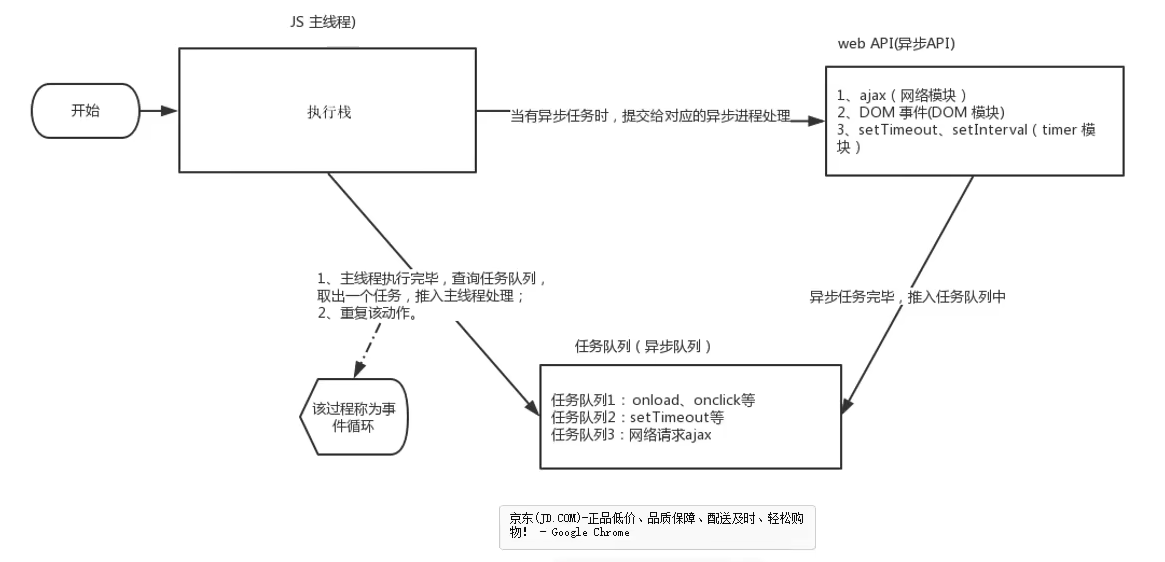 JS 主线程)
web API(异步API)
开始
执行栈
当有异步任务时，提交给对应的异步进程处理
1、ajax（网络模块）
2、DOM 事件(DOM 模块)
3、setTimeout、setInterval（timer 模
块）
1、主线程执行完毕，查询任务队列，
取出一个任务，推入主线程处理；
2、重复该动作。
异步任务完毕，推入任务队列中
任务队列（异步队列）
任务队列1： onload、onclick等
任务队列2：setTimeout等
任务队列3：网络请求ajax
该过程称为事
件循环
京东(JD.COM)-正品低价、品质保障、配送及时、轻松购
物! - Google Chrome